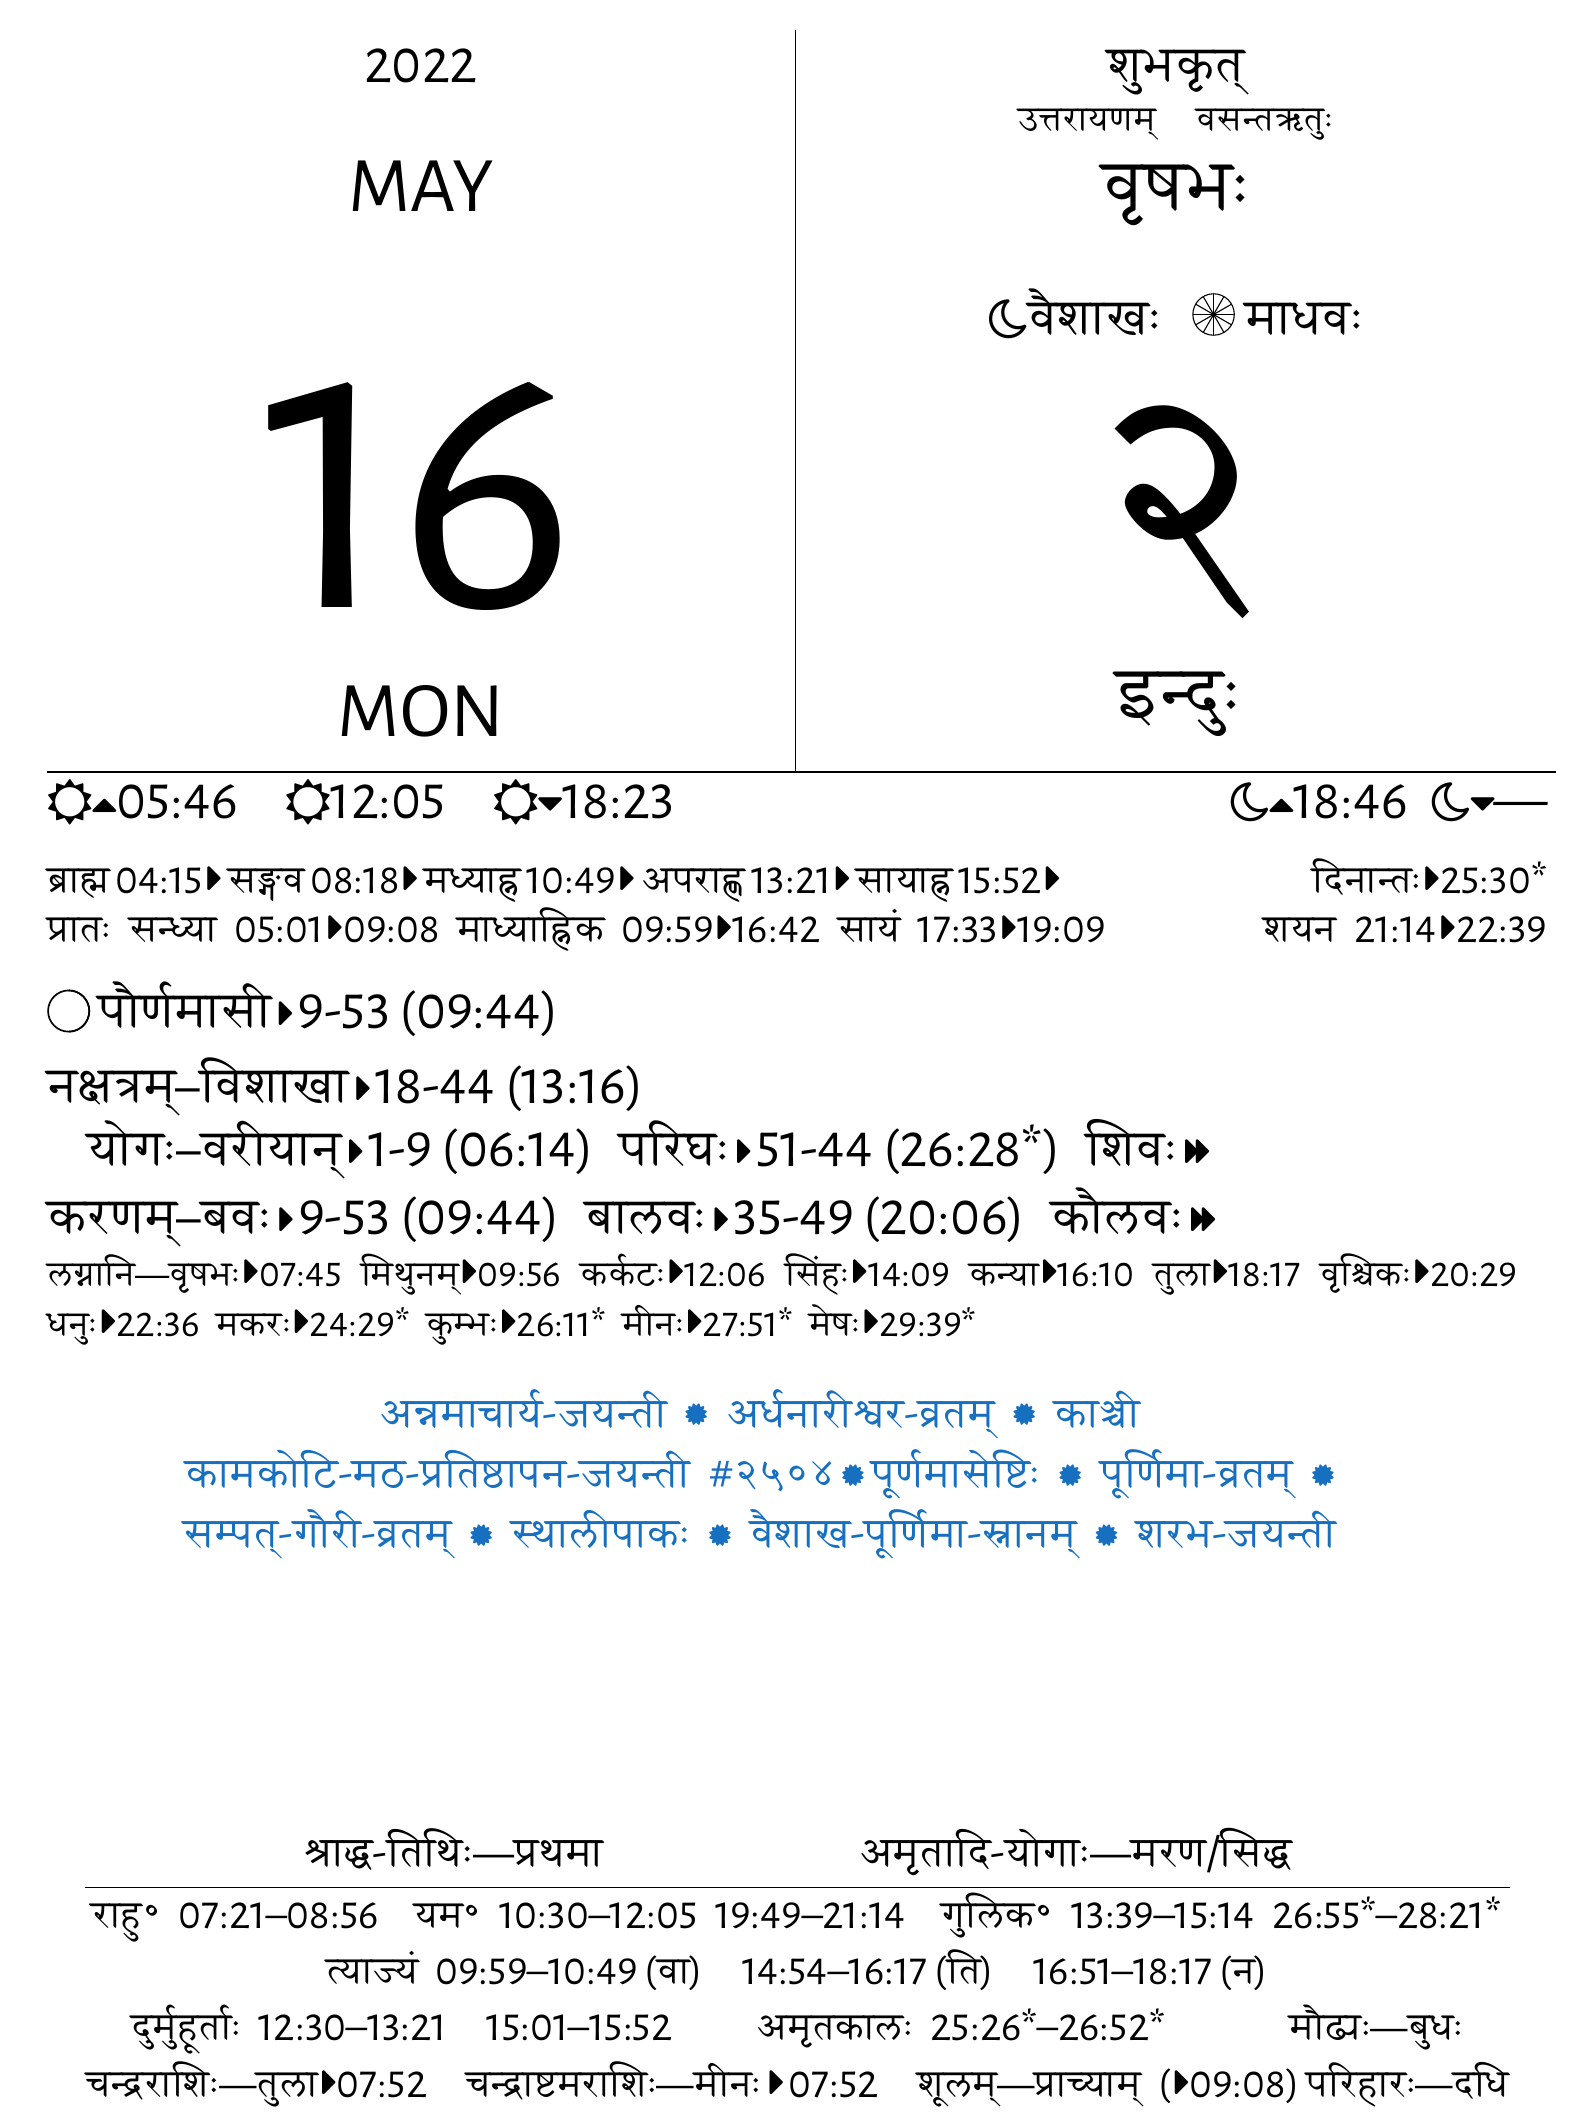 2022
MAY
16
MON
शुभकृत्
उत्तरायणम् वसन्तऋतुः
वृषभः
वैशाखः माधवः
२
इन्दुः
05:46 12:05 18:23 18:46 —
ब्राह्म 04:15 सङ्गव 08:18 मध्याह्न 10:49 अपराह्ण 13:21 सायाह्न 15:52 दिनान्तः 25:30*
प्रातः सन्ध्या 05:01 09:08 माध्याह्निक 09:59 16:42 सायं 17:33 19:09 शयन 21:14 22:39
पौर्णमासी 9-53 (09:44)
नक्षत्रम्–विशाखा 18-44 (13:16)
योगः–वरीयान् 1-9 (06:14) परिघः 51-44 (26:28*) शिवः
करणम्–बवः 9-53 (09:44) बालवः 35-49 (20:06) कौलवः
लग्नानि—वृषभः 07:45 मिथुनम् 09:56 कर्कटः 12:06 सिंहः 14:09 कन्या 16:10 तुला 18:17 वृश्चिकः 20:29
धनुः 22:36 मकरः 24:29* कुम्भः 26:11* मीनः 27:51* मेषः 29:39*
अन्नमाचार्य-जयन्ती ✹ अर्धनारीश्वर-व्रतम् ✹ काञ्ची
कामकोटि-मठ-प्रतिष्ठापन-जयन्ती #२५०४ ✹ पूर्णमासेष्टिः ✹ पूर्णिमा-व्रतम् ✹
सम्पत्-गौरी-व्रतम् ✹ स्थालीपाकः ✹ वैशाख-पूर्णिमा-स्नानम् ✹ शरभ-जयन्ती
श्राद्ध-तिथिः—प्रथमा अमृतादि-योगाः—मरण/सिद्ध
राहु॰ 07:21–08:56 यम॰ 10:30–12:05 19:49–21:14 गुलिक॰ 13:39–15:14 26:55*–28:21*
त्याज्यं 09:59–10:49 (वा) 14:54–16:17 (ति) 16:51–18:17 (न)
दुर्मुहूर्ताः 12:30–13:21 15:01–15:52 अमृतकालः 25:26*–26:52* मौढ्यः—बुधः
चन्द्रराशिः—तुला 07:52 चन्द्राष्टमराशिः—मीनः 07:52 शूलम्—प्राच्याम् (09:08) परिहारः—दधि